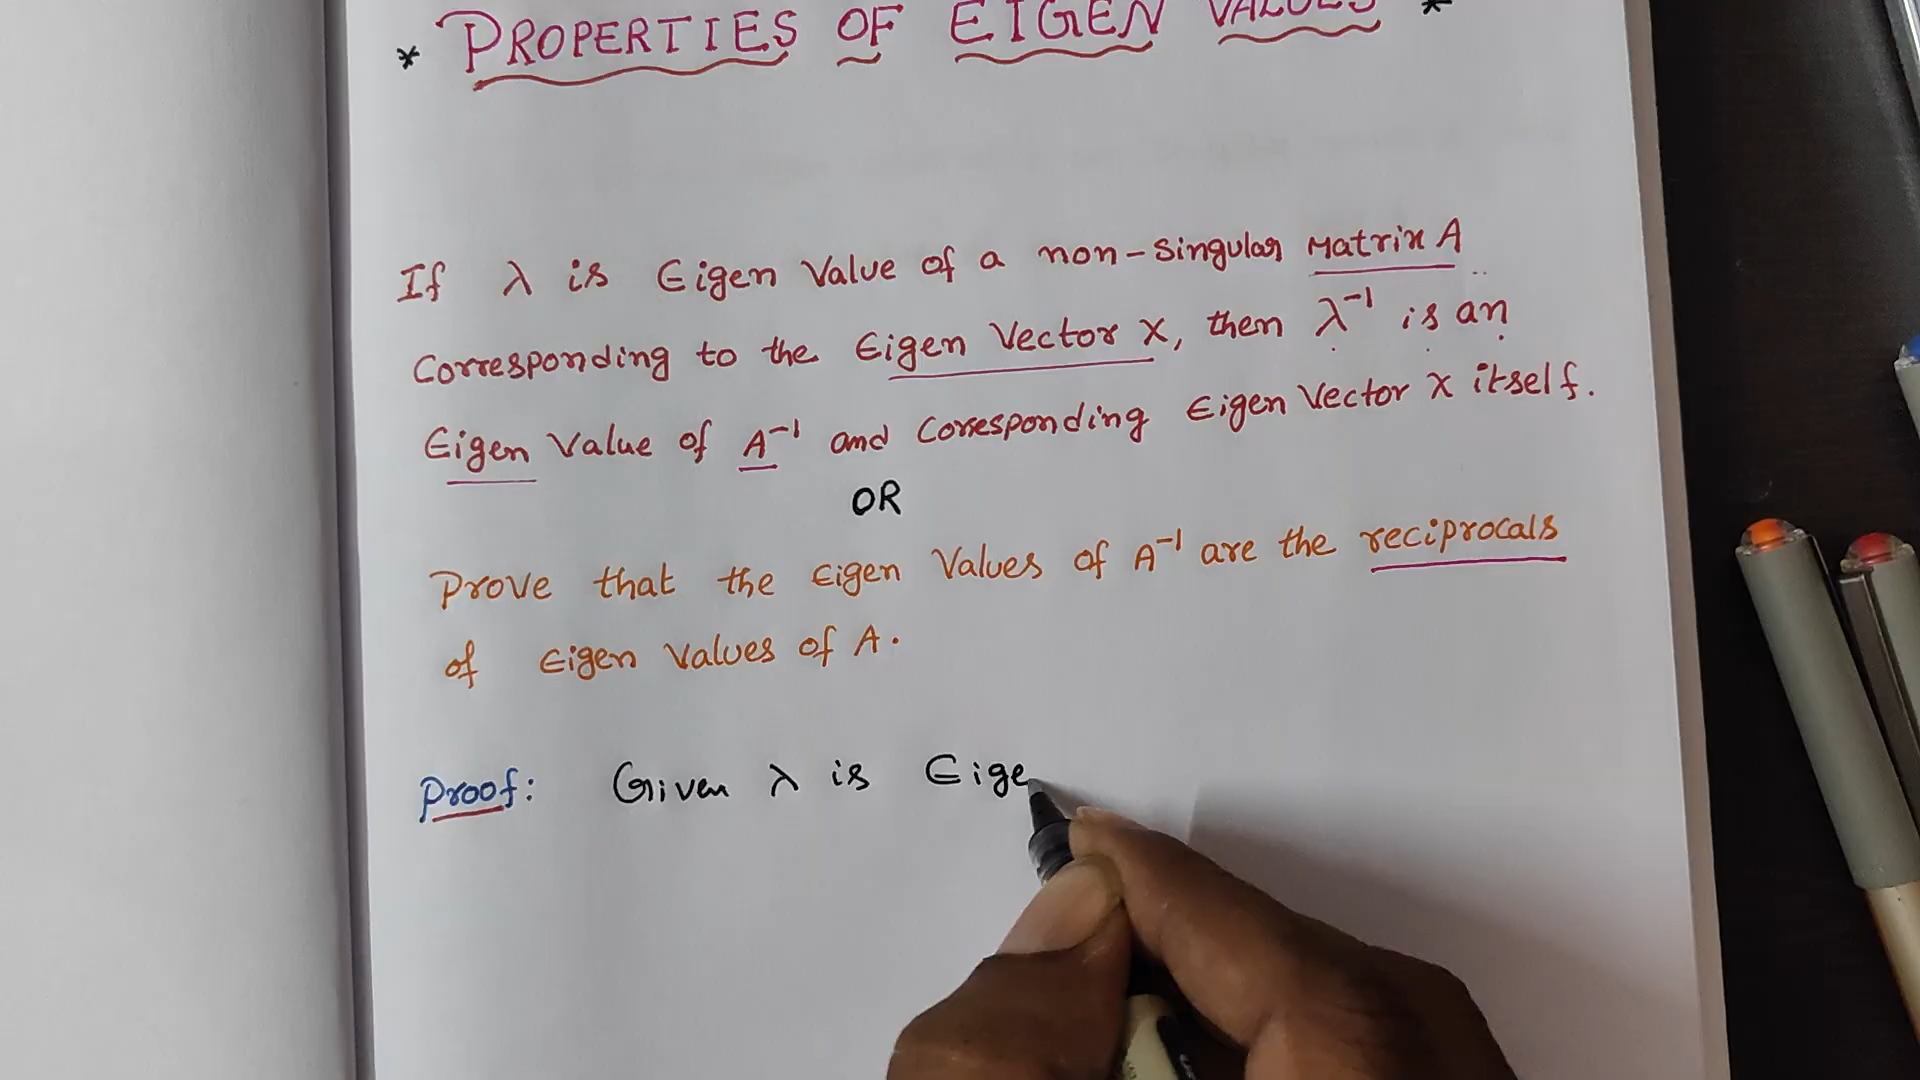 * PROPERTIES OF EIGEN VALUES *
If λ is Eigen Value of a non-singular Matrix A
Corresponding to the Eigen Vector X, then λ⁻¹ is an
Eigen Value of A⁻¹ and Corresponding Eigen Vector X itself.
OR
Prove that the Eigen Values of A⁻¹ are the reciprocals
of Eigen Values of A.
Proof: Given λ is Eige